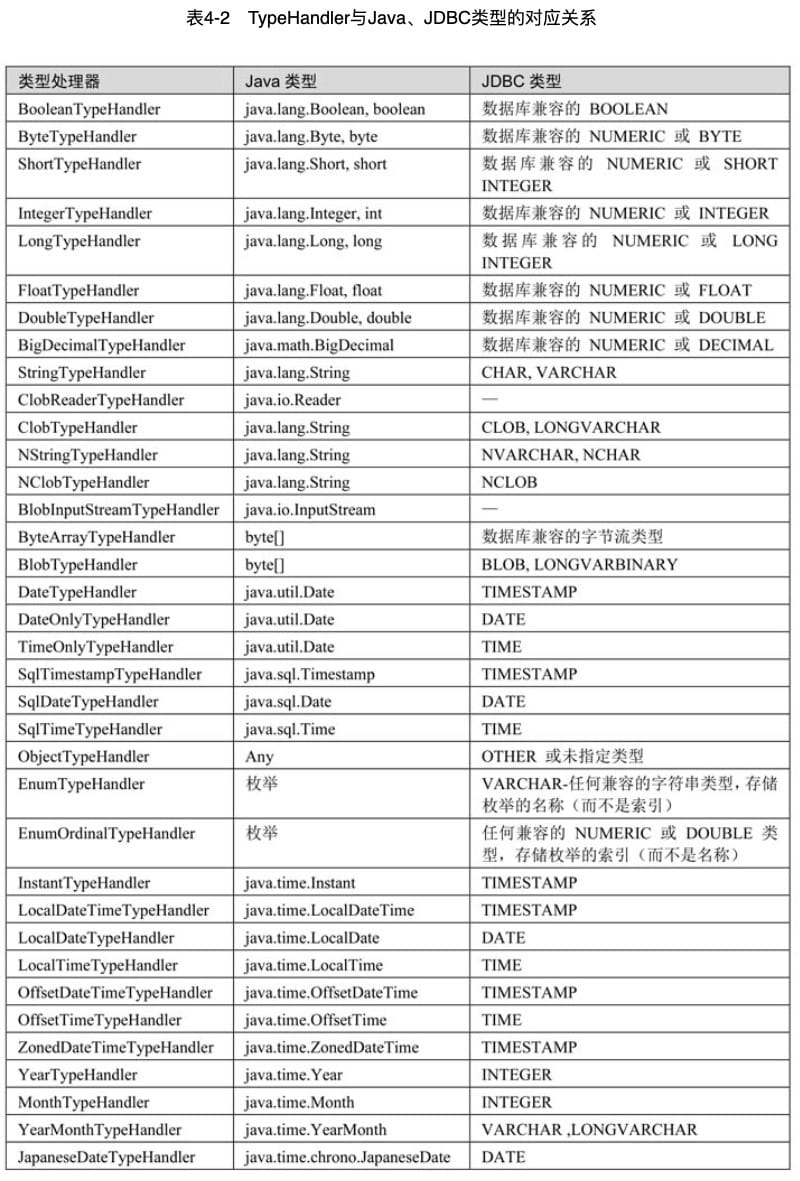 表4-2 TypeHandler与Java、JDBC类型的对应关系
类型处理器 Java 类型 JDBC 类型
BooleanTypeHandler java.lang.Boolean, boolean 数据库兼容的 BOOLEAN
ByteTypeHandler java.lang.Byte, byte 数据库兼容的 NUMERIC 或 BYTE
ShortTypeHandler java.lang.Short, short 数据库兼容的 NUMERIC 或 SHORT
INTEGER
IntegerTypeHandler java.lang.Integer, int 数据库兼容的 NUMERIC 或 INTEGER
LongTypeHandler java.lang.Long, long 数据库兼容的 NUMERIC 或 LONG
INTEGER
FloatTypeHandler java.lang.Float, float 数据库兼容的 NUMERIC 或 FLOAT
DoubleTypeHandler java.lang.Double, double 数据库兼容的 NUMERIC 或 DOUBLE
BigDecimalTypeHandler java.math.BigDecimal 数据库兼容的 NUMERIC 或 DECIMAL
StringTypeHandler java.lang.String CHAR, VARCHAR
ClobReaderTypeHandler java.io.Reader —
ClobTypeHandler java.lang.String CLOB, LONGVARCHAR
NStringTypeHandler java.lang.String NVARCHAR, NCHAR
NClobTypeHandler java.lang.String NCLOB
BlobInputStreamTypeHandler java.io.InputStream —
ByteArrayTypeHandler byte[] 数据库兼容的字节流类型
BlobTypeHandler byte[] BLOB, LONGVARBINARY
DateTypeHandler java.util.Date TIMESTAMP
DateOnlyTypeHandler java.util.Date DATE
TimeOnlyTypeHandler java.util.Date TIME
SqlTimestampTypeHandler java.sql.Timestamp TIMESTAMP
SqlDateTypeHandler java.sql.Date DATE
SqlTimeTypeHandler java.sql.Time TIME
ObjectTypeHandler Any OTHER 或未指定类型
EnumTypeHandler 枚举 VARCHAR-任何兼容的字符串类型，存储
枚举的名称（而不是索引）
EnumOrdinalTypeHandler 枚举 任何兼容的 NUMERIC 或 DOUBLE 类
型，存储枚举的索引（而不是名称）
InstantTypeHandler java.time.Instant TIMESTAMP
LocalDateTimeTypeHandler java.time.LocalDateTime TIMESTAMP
LocalDateTypeHandler java.time.LocalDate DATE
LocalTimeTypeHandler java.time.LocalTime TIME
OffsetDateTimeTypeHandler java.time.OffsetDateTime TIMESTAMP
OffsetTimeTypeHandler java.time.OffsetTime TIME
ZonedDateTimeTypeHandler java.time.ZonedDateTime TIMESTAMP
YearTypeHandler java.time.Year INTEGER
MonthTypeHandler java.time.Month INTEGER
YearMonthTypeHandler java.time.YearMonth VARCHAR ,LONGVARCHAR
JapaneseDateTypeHandler java.time.chrono.JapaneseDate DATE